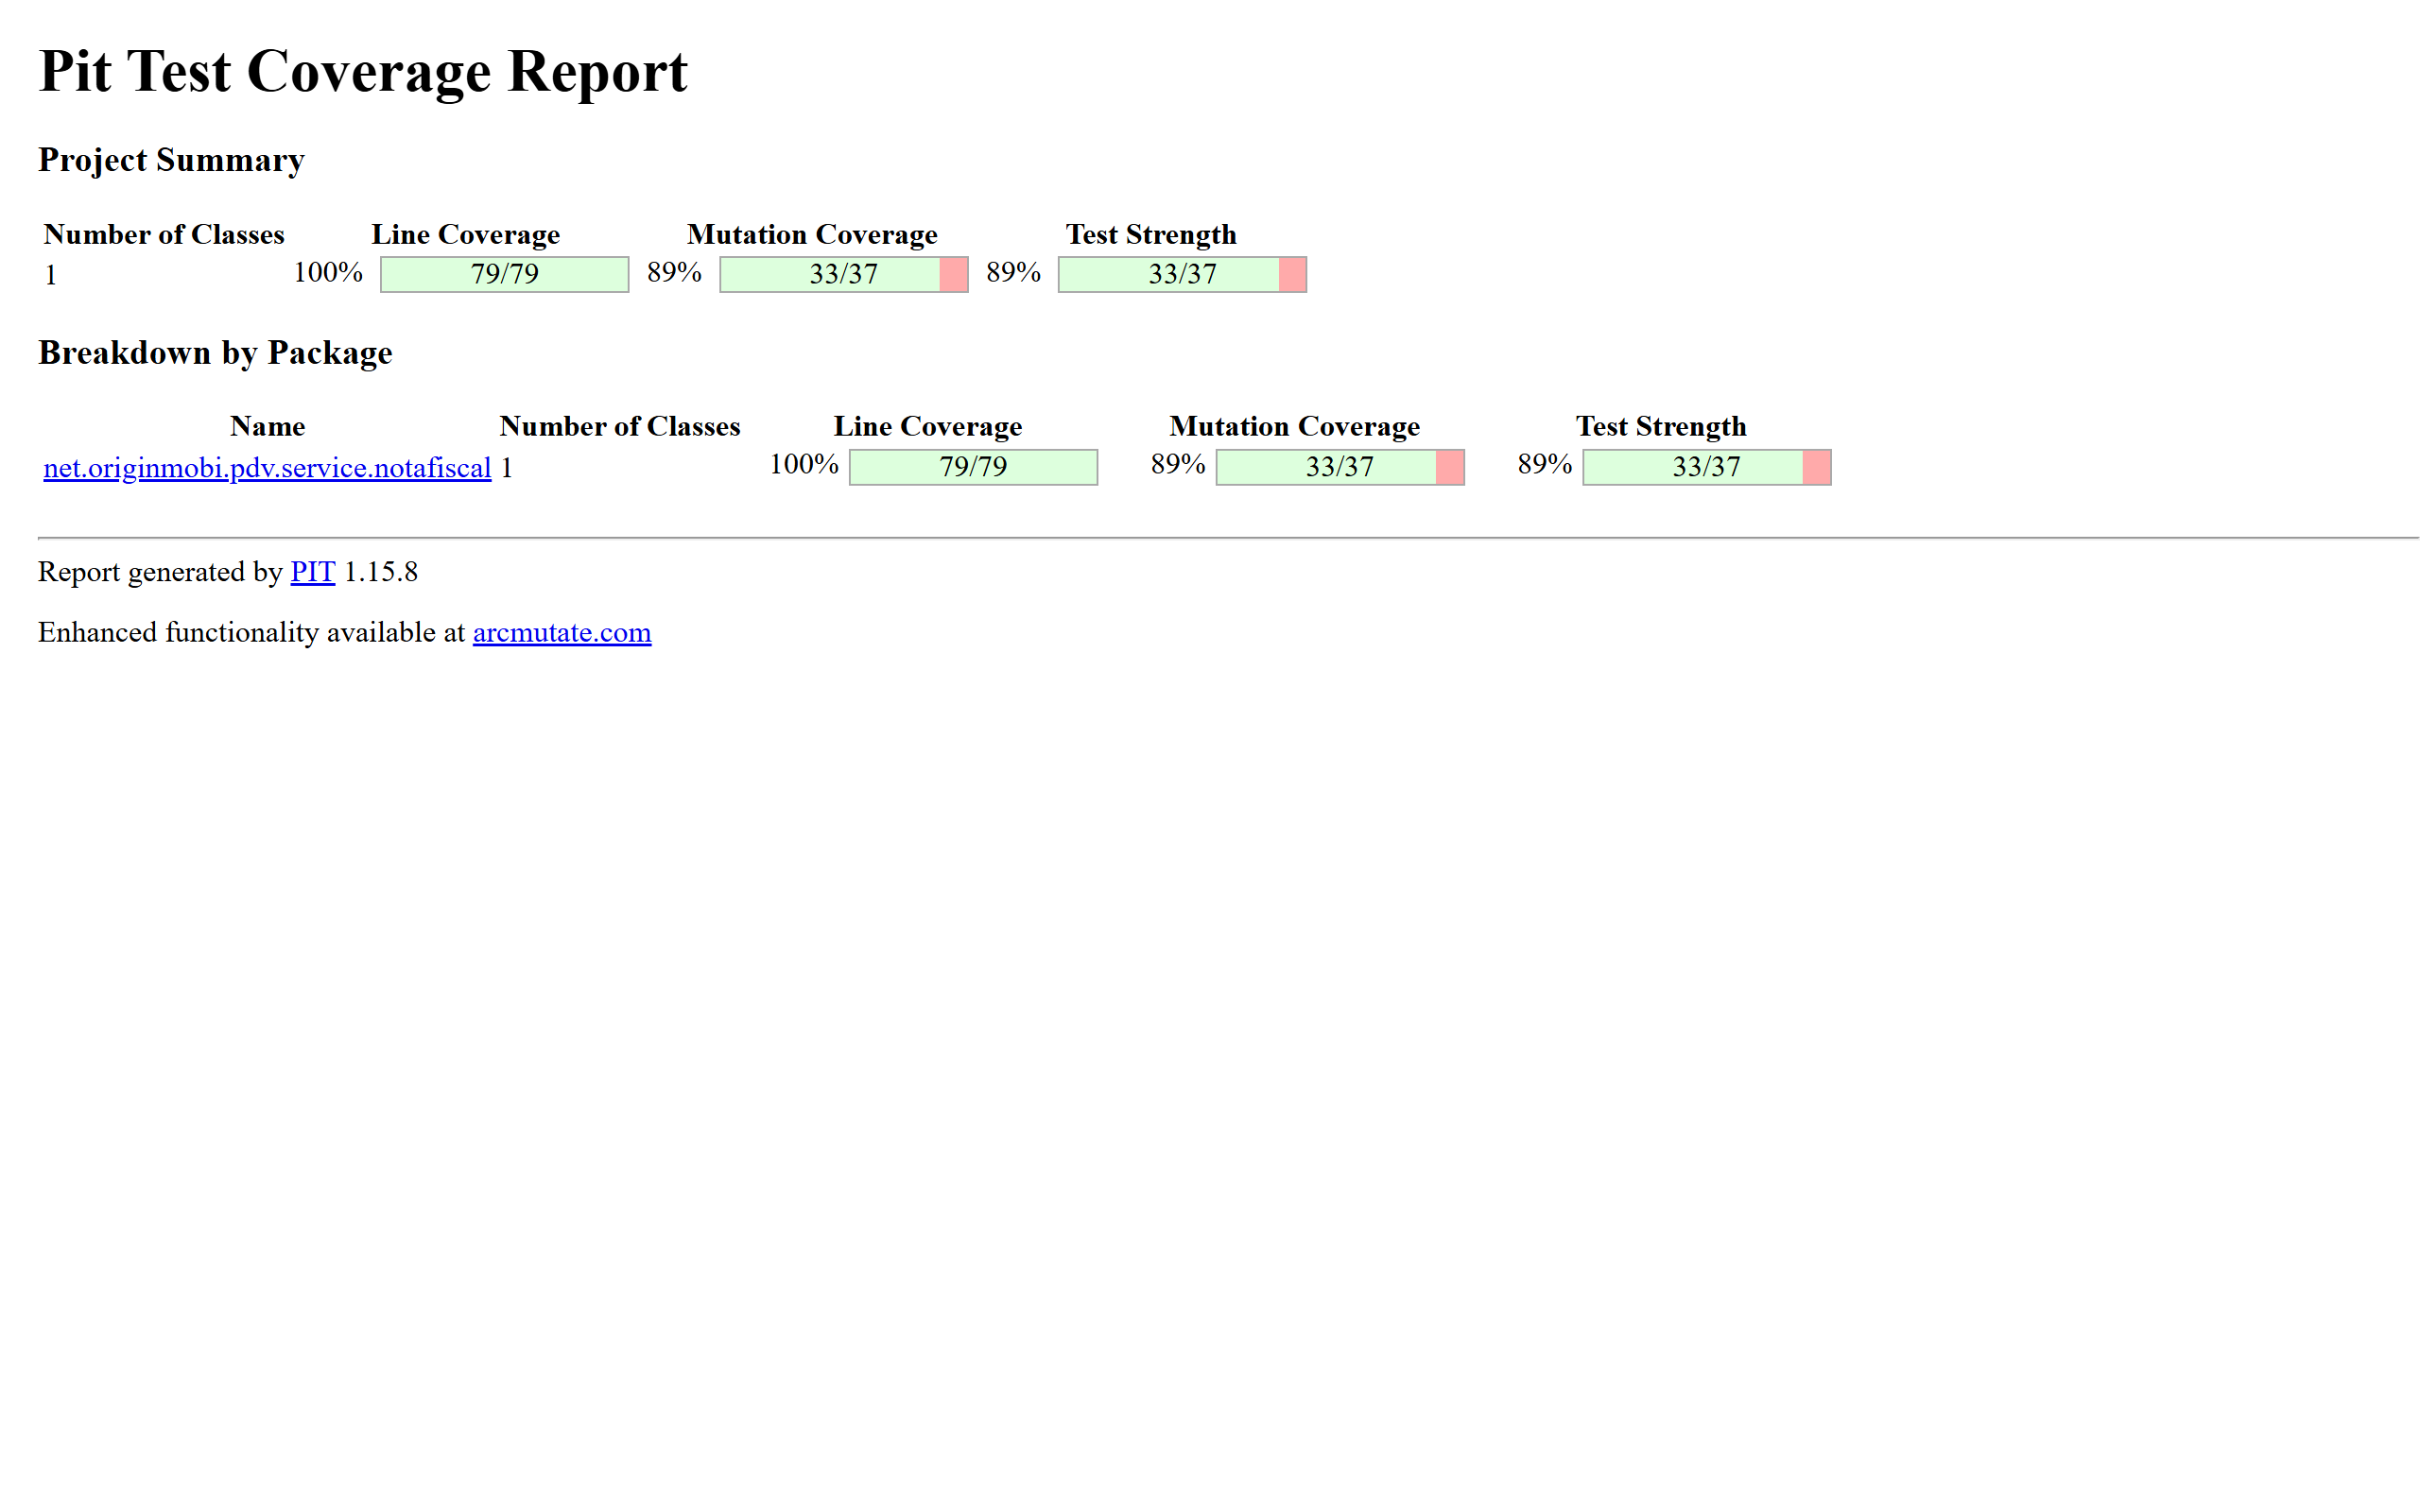 Pit Test Coverage Report
Project Summary
Number of Classes Line Coverage Mutation Coverage Test Strength
1 100% 79/79 89% 33/37 89% 33/37
Breakdown by Package
Name Number of Classes Line Coverage Mutation Coverage Test Strength
net.originmobi.pdv.service.notafiscal 1 100% 79/79 89% 33/37 89% 33/37
Report generated by PIT 1.15.8
Enhanced functionality available at arcmutate.com